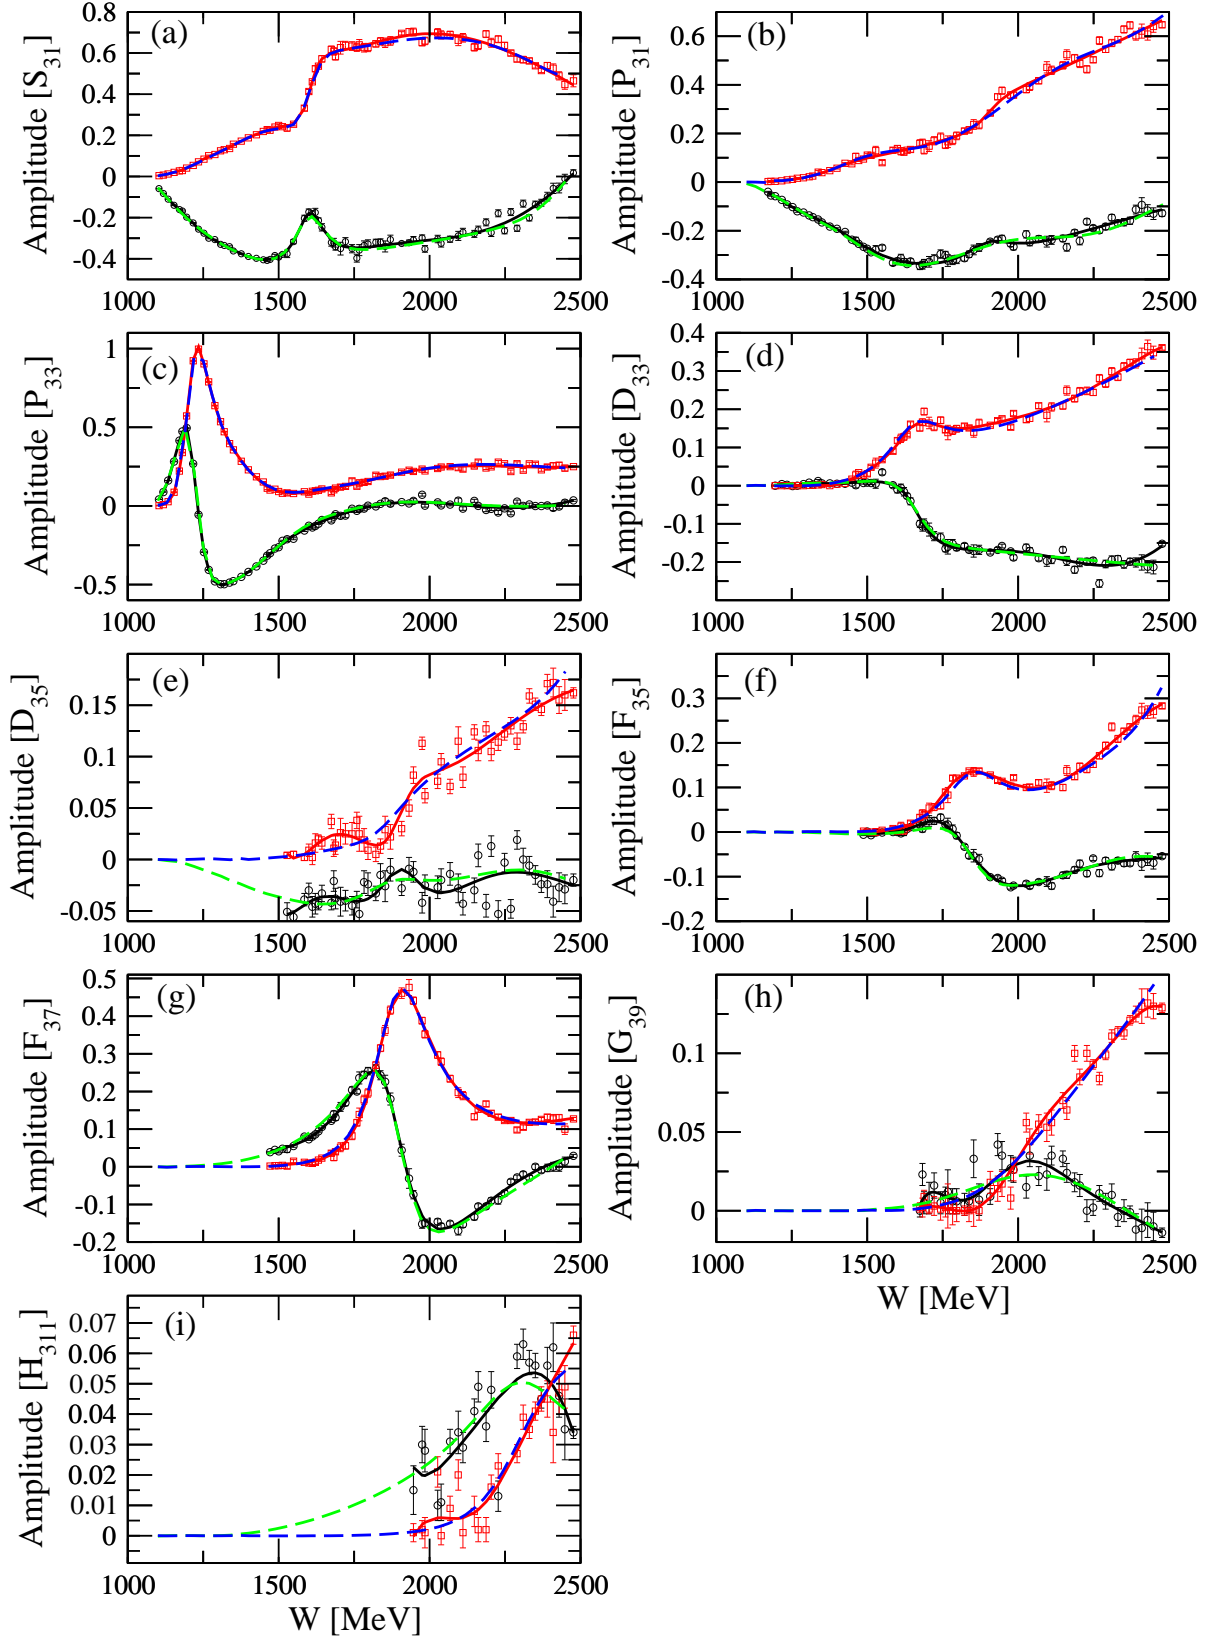 (a)
Amplitude [S31]
0.8
0.6
0.4
0.2
0
-0.2
-0.4
1000 1500 2000 2500
(b)
Amplitude [P31]
0.6
0.4
0.2
0
-0.2
-0.4
1000 1500 2000 2500
(c)
Amplitude [P33]
1
0.5
0
-0.5
1000 1500 2000 2500
(d)
Amplitude [D33]
0.4
0.3
0.2
0.1
0
-0.1
-0.2
1000 1500 2000 2500
(e)
Amplitude [D35]
0.15
0.1
0.05
0
-0.05
1000 1500 2000 2500
(f)
Amplitude [F35]
0.3
0.2
0.1
0
-0.1
-0.2
1000 1500 2000 2500
(g)
Amplitude [F37]
0.5
0.4
0.3
0.2
0.1
0
-0.1
-0.2
1000 1500 2000 2500
(h)
Amplitude [G39]
0.1
0.05
0
1000 1500 2000 2500
W [MeV]
(i)
Amplitude [H311]
0.07
0.06
0.05
0.04
0.03
0.02
0.01
0
1000 1500 2000 2500
W [MeV]